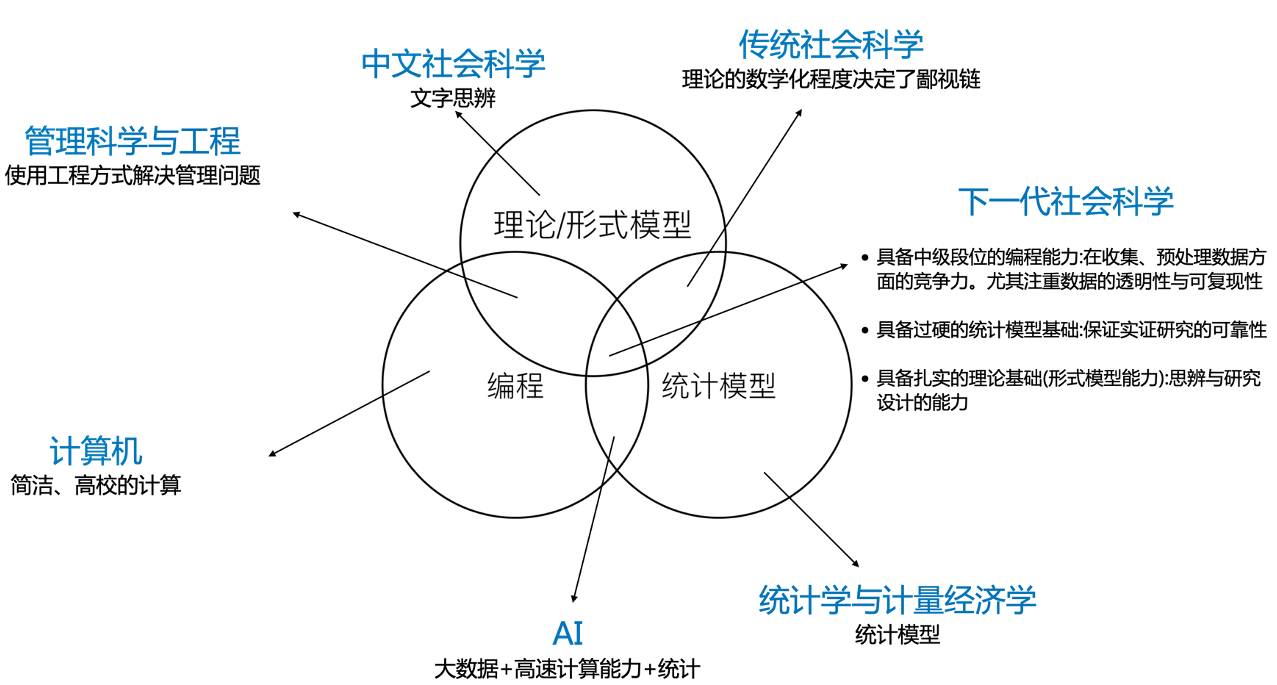 传统社会科学
理论的数学化程度决定了鄙视链
中文社会科学
文字思辨
管理科学与工程
使用工程方式解决管理问题
下一代社会科学
理论/形式模型
• 具备中级段位的编程能力:在收集、预处理数据方
面的竞争力。尤其注重数据的透明性与可复现性
• 具备过硬的统计模型基础:保证实证研究的可靠性
• 具备扎实的理论基础(形式模型能力):思辨与研究
设计的能力
编程
统计模型
计算机
简洁、高校的计算
统计学与计量经济学
统计模型
AI
大数据+高速计算能力+统计